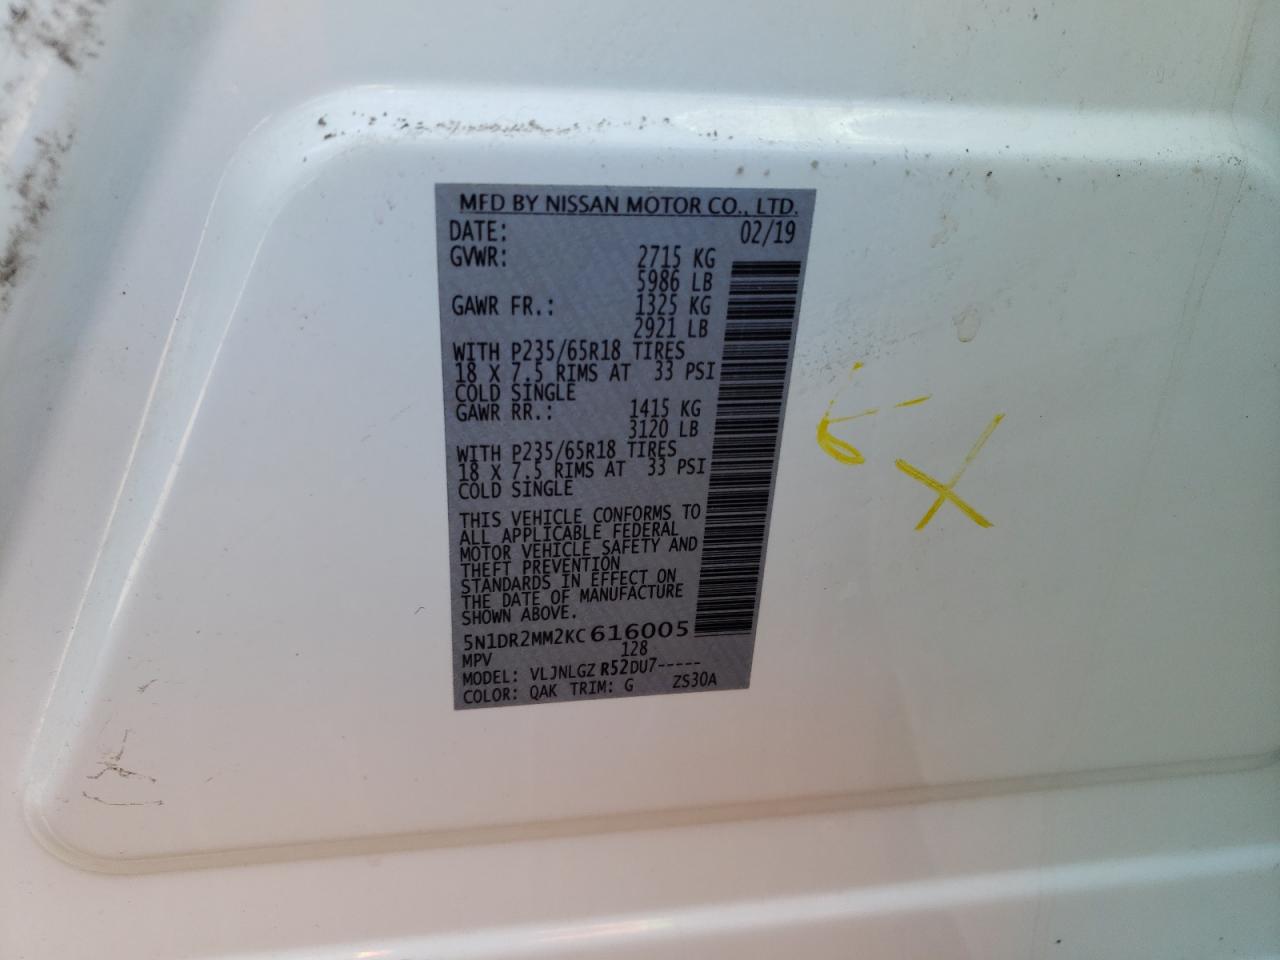 MFD BY NISSAN MOTOR CO., LTD.
DATE: 02/19
GVWR: 2715 KG
5986 LB
GAWR FR.: 1325 KG
2921 LB
WITH P235/65R18 TIRES
18 X 7.5 RIMS AT 33 PSI
COLD SINGLE
GAWR RR.: 1415 KG
3120 LB
WITH P235/65R18 TIRES
18 X 7.5 RIMS AT 33 PSI
COLD SINGLE
THIS VEHICLE CONFORMS TO
ALL APPLICABLE FEDERAL
MOTOR VEHICLE SAFETY AND
THEFT PREVENTION
STANDARDS IN EFFECT ON
THE DATE OF MANUFACTURE
SHOWN ABOVE.
5N1DR2MM2KC616005
MPV 128
MODEL: VLJNLGZ R52DU7-----
COLOR: QAK TRIM: G ZS30A